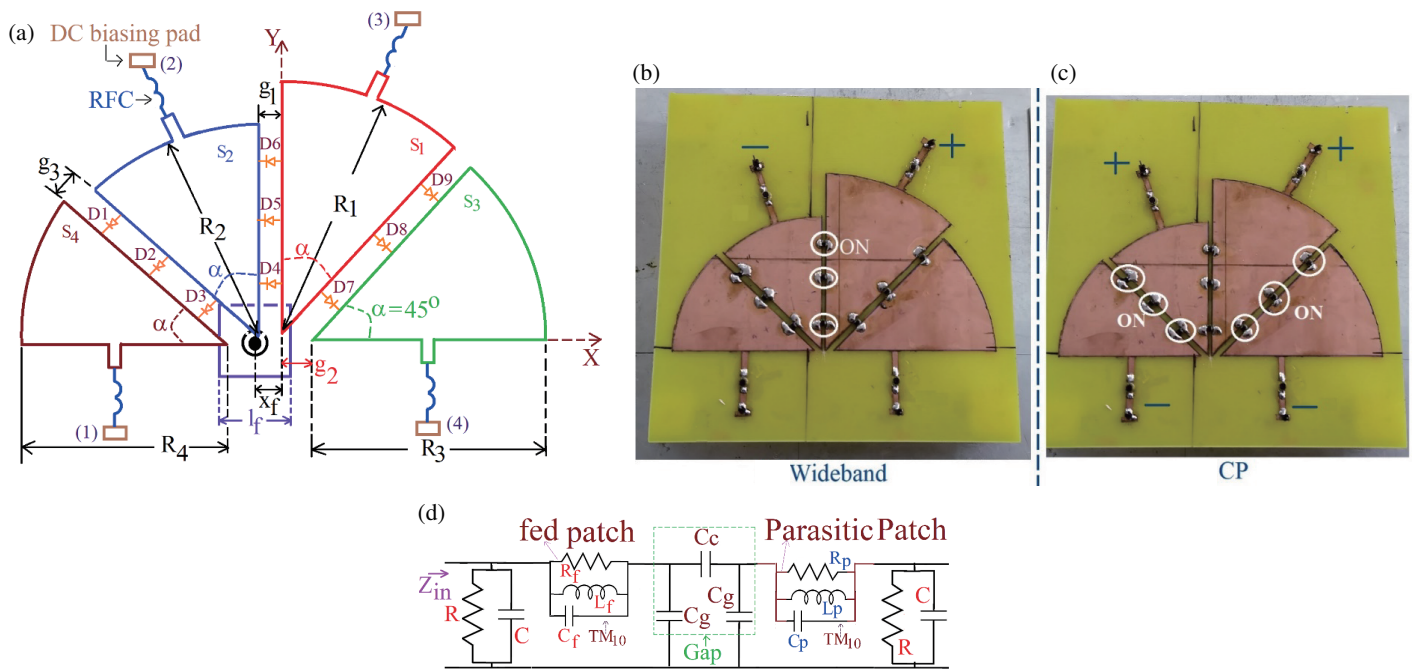 (a)
DC biasing pad
(2)
(3)
RFC
Y
g1
S2
D6
S1
g3
D1
D9
D5
S3
R2
R1
S4
D2
D8
α
α
D4
D3
D7
α
α=45°
X
g2
xf
lf
(1)
(4)
R4
R3
(b)
−
+
ON
Wideband
(c)
+
+
ON
ON
−
−
CP
(d)
fed patch
Cc
Parasitic Patch
Zin
Rf
Rp
R
C
Lf
Cg
Cg
Lp
C
R
Cf
TM10
Gap
Cp
TM10